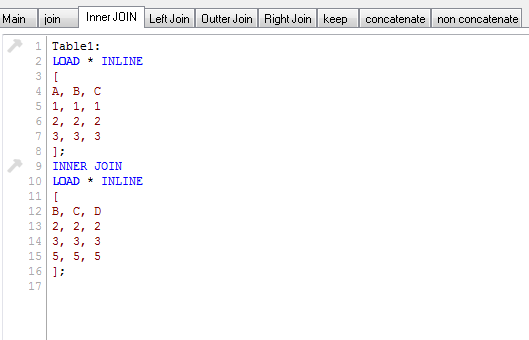 Main join Inner JOIN Left Join Outter Join Right Join keep concatenate non concatenate
1 Table1:
2 LOAD * INLINE
3 [
4 A, B, C
5 1, 1, 1
6 2, 2, 2
7 3, 3, 3
8 ];
9 INNER JOIN
10 LOAD * INLINE
11 [
12 B, C, D
13 2, 2, 2
14 3, 3, 3
15 5, 5, 5
16 ];
17